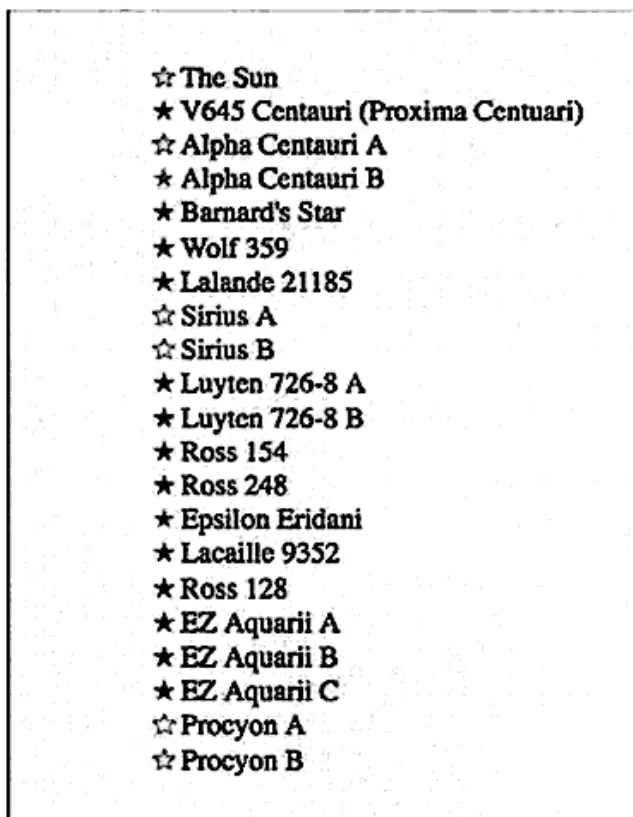 ☆ The Sun
★ V645 Centauri (Proxima Centuari)
☆ Alpha Centauri A
★ Alpha Centauri B
★ Barnard's Star
★ Wolf 359
★ Lalande 21185
☆ Sirius A
☆ Sirius B
★ Luyten 726-8 A
★ Luyten 726-8 B
★ Ross 154
★ Ross 248
★ Epsilon Eridani
★ Lacaille 9352
★ Ross 128
★ EZ Aquarii A
★ EZ Aquarii B
★ EZ Aquarii C
☆ Procyon A
☆ Procyon B